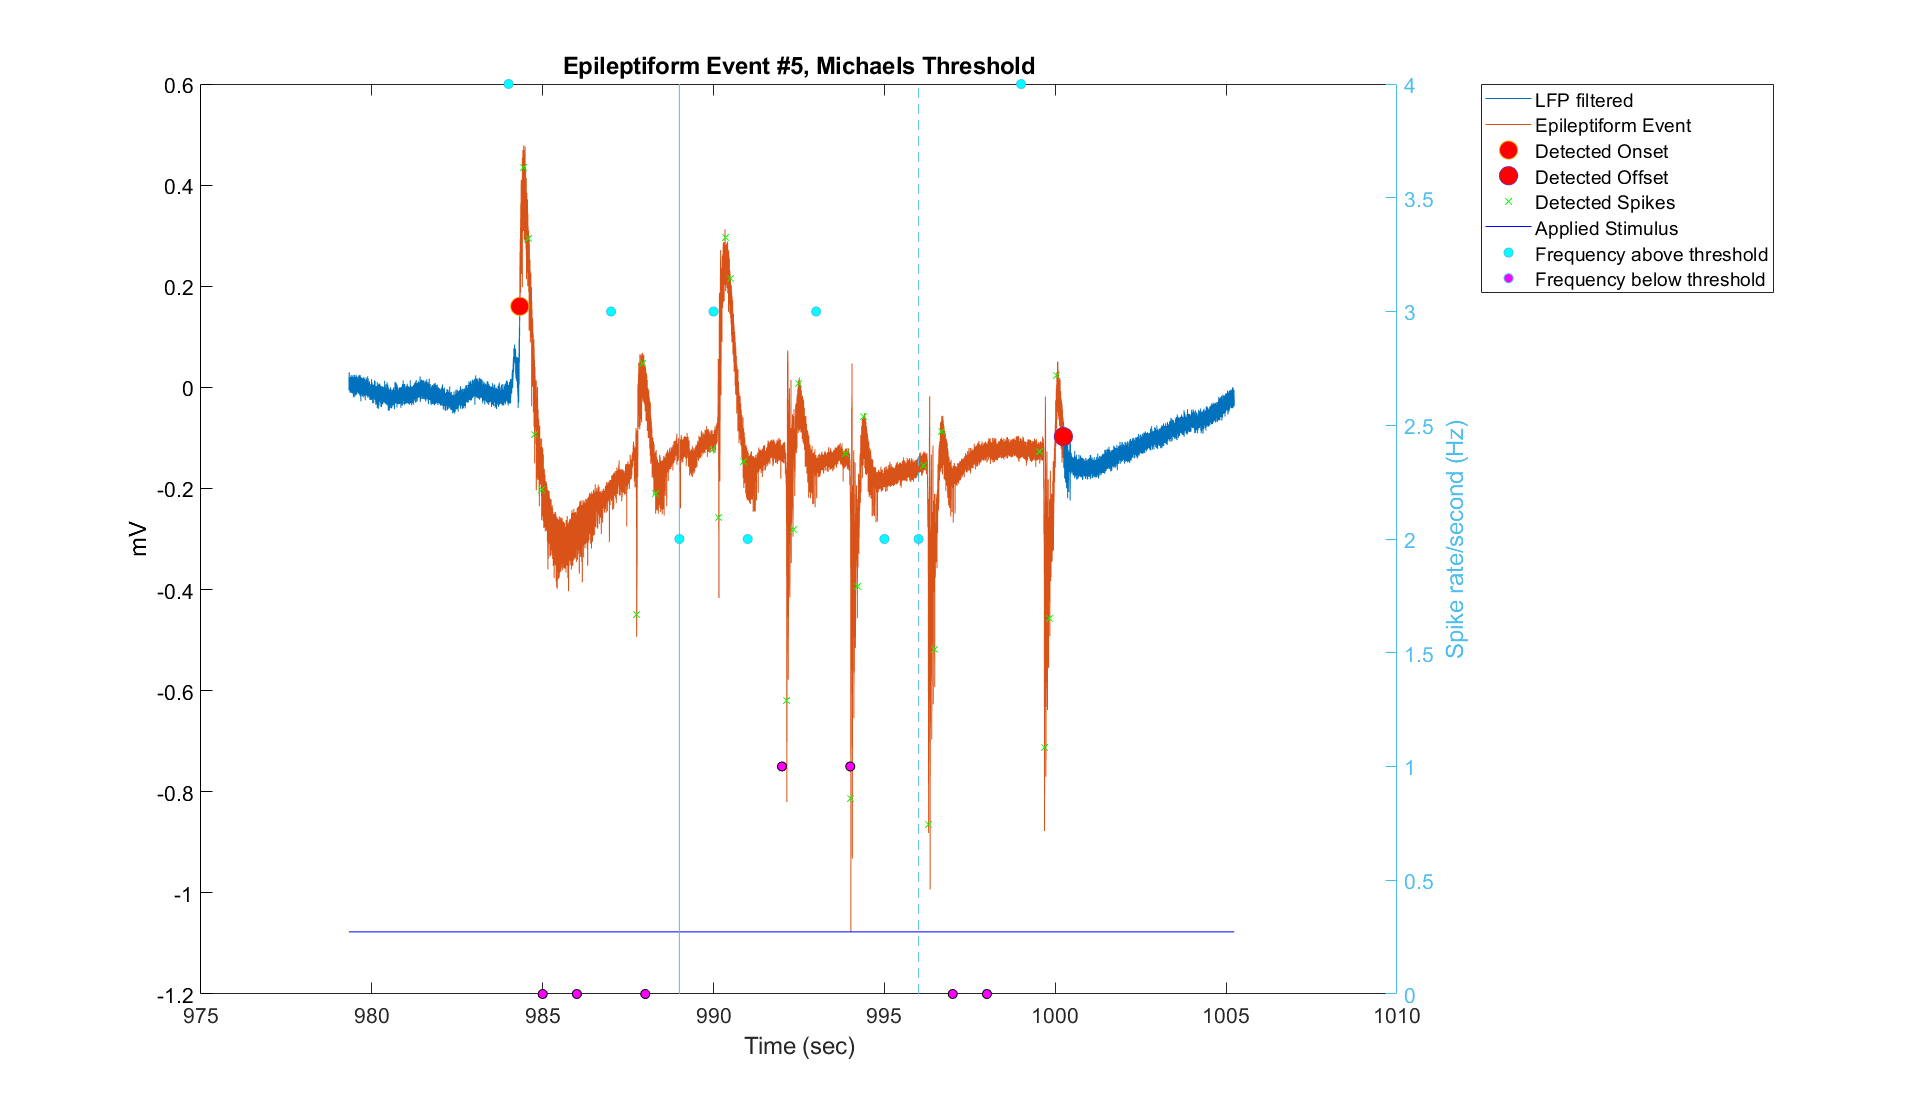 Epileptiform Event #5, Michaels Threshold
0.6
0.4
0.2
0
-0.2
-0.4
-0.6
-0.8
-1
-1.2
mV
975
980
985
990
995
1000
1005
1010
Time (sec)
4
3.5
3
2.5
2
1.5
1
0.5
0
Spike rate/second (Hz)
LFP filtered
Epileptiform Event
Detected Onset
Detected Offset
Detected Spikes
Applied Stimulus
Frequency above threshold
Frequency below threshold